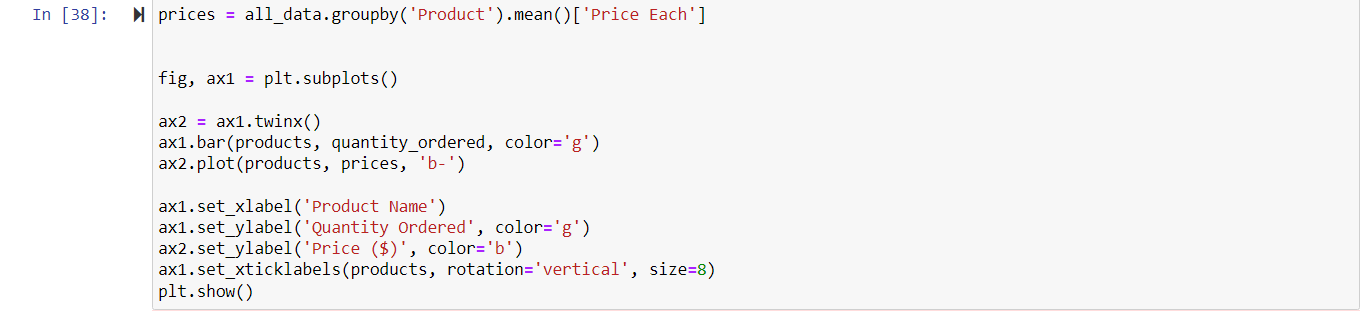 In [38]: prices = all_data.groupby('Product').mean()['Price Each']
fig, ax1 = plt.subplots()
ax2 = ax1.twinx()
ax1.bar(products, quantity_ordered, color='g')
ax2.plot(products, prices, 'b-')
ax1.set_xlabel('Product Name')
ax1.set_ylabel('Quantity Ordered', color='g')
ax2.set_ylabel('Price ($)', color='b')
ax1.set_xticklabels(products, rotation='vertical', size=8)
plt.show()